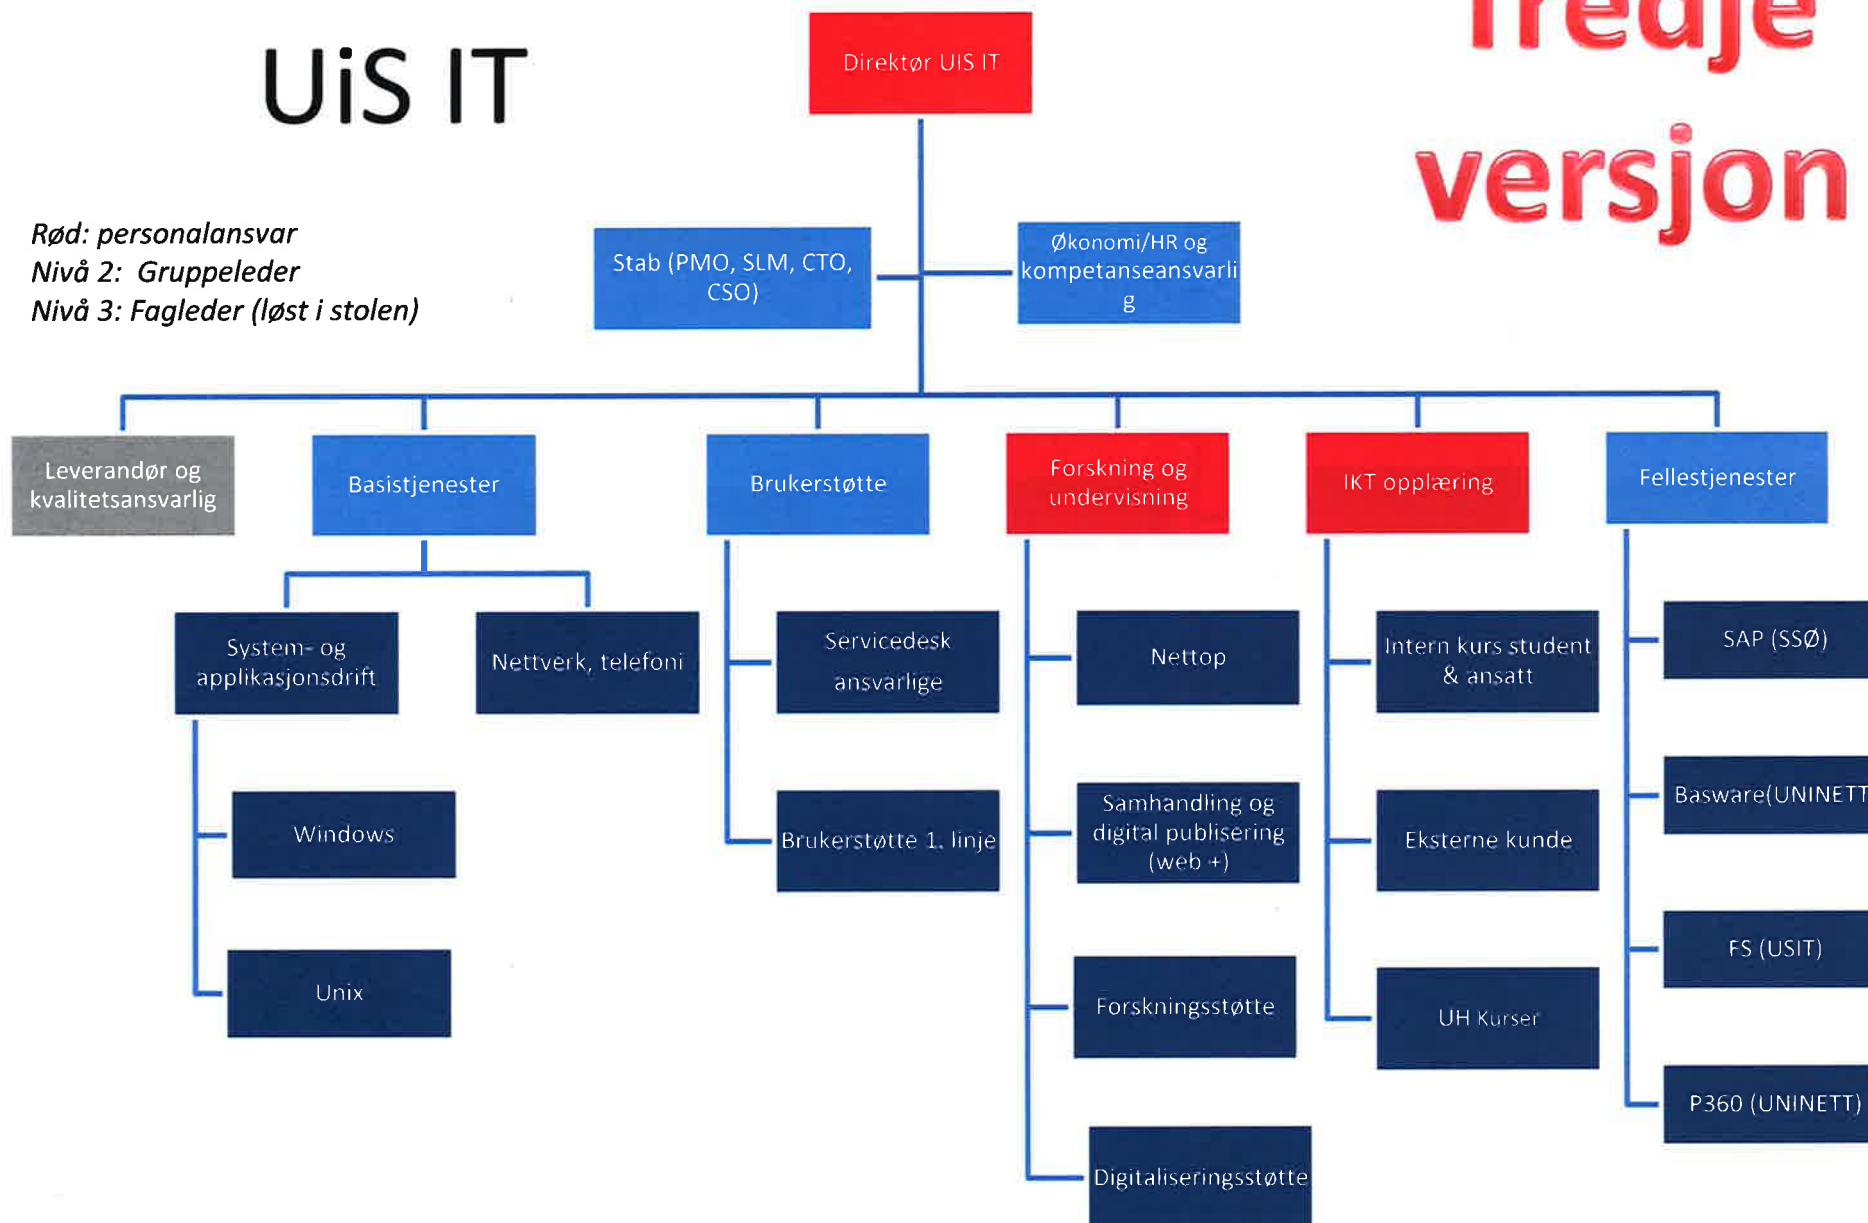 UiS IT
Tredje
versjon
Direktør UIS IT
Rød: personalansvar
Nivå 2: Gruppeleder
Nivå 3: Fagleder (løst i stolen)
Stab (PMO, SLM, CTO,
CSO)
Økonomi/HR og
kompetanseansvarli
g
Leverandør og
kvalitetsansvarlig
Basistjenester
Brukerstøtte
Forskning og
undervisning
IKT opplæring
Fellestjenester
System- og
applikasjonsdrift
Nettverk, telefoni
Servicedesk
ansvarlige
Nettop
Intern kurs student
& ansatt
SAP (SSØ)
Windows
Brukerstøtte 1. linje
Samhandling og
digital publisering
(web +)
Eksterne kunde
Basware(UNINETT
Unix
Forskningsstøtte
UH Kurser
FS (USIT)
Digitaliseringsstøtte
P360 (UNINETT)